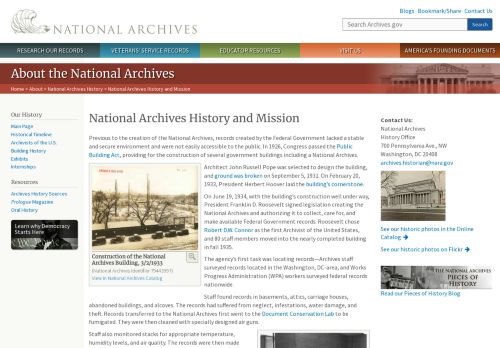 NATIONAL ARCHIVES
Blogs · Bookmark/Share · Contact Us
Search Archives.gov
Search
RESEARCH OUR RECORDS
VETERANS' SERVICE RECORDS
EDUCATOR RESOURCES
VISIT US
AMERICA'S FOUNDING DOCUMENTS
About the National Archives
Home > About > National Archives History > National Archives History and Mission
Our History
Main Page
Historical Timeline
Archivists of the U.S.
Building History
Exhibits
Internships
Resources
Archives History Sources
Prologue Magazine
Oral History
Learn why Democracy
Starts Here
National Archives History and Mission
Previous to the creation of the National Archives, records created by the Federal Government lacked a stable
and secure environment and were not easily accessible to the public. In 1926, Congress passed the Public
Building Act, providing for the construction of several government buildings including a National Archives.
Construction of the National
Archives Building, 3/2/1933
(National Archives Identifier 7584)
View in National Archives Catalog
Architect John Russell Pope was selected to design the building,
and ground was broken on September 5, 1931. On February 20,
1933, President Herbert Hoover laid the building's cornerstone.
On June 19, 1934, with the building's construction well under way,
President Franklin D. Roosevelt signed legislation creating the
National Archives and authorizing it to collect, care for, and
make available Federal Government records. Roosevelt chose
Robert D.W. Connor as the first Archivist of the United States,
and 80 staff members moved into the nearly completed building
in fall 1935.
The agency's first task was locating records—Archives staff
surveyed records located in the Washington, DC-area, and Works
Progress Administration (WPA) workers surveyed federal records
nationwide.
Staff found records in basements, attics, carriage houses,
abandoned buildings, and alcoves. The records had suffered from neglect, infestations, water damage, and
theft. Records transferred to the National Archives first went to the Document Conservation Lab to be
fumigated. They were then cleaned with specially designed air guns.
Staff also monitored stacks for appropriate temperature,
humidity levels, and air quality. The records were then made
Contact Us:
National Archives
History Office
700 Pennsylvania Ave., NW
Washington, DC 20408
archives.historian@nara.gov
See our historic photos in the Online
Catalog
See our historic photos on Flickr
THE NATIONAL ARCHIVES
PIECES OF
HISTORY
Read our Pieces of History Blog